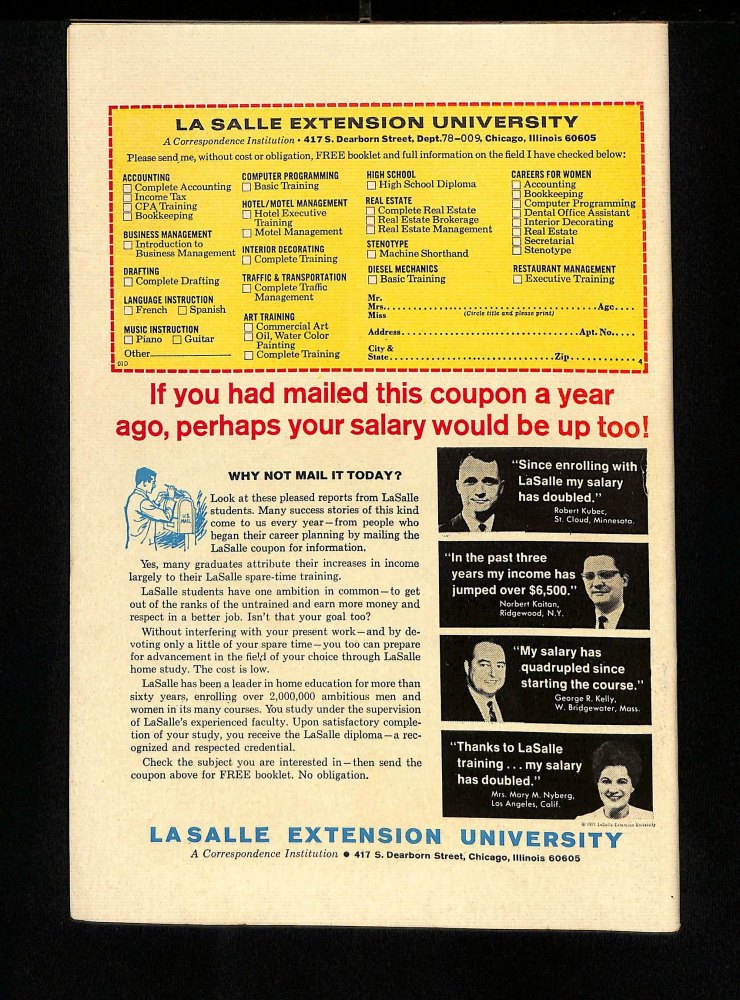 LA SALLE EXTENSION UNIVERSITY
A Correspondence Institution • 417 S. Dearborn Street, Dept.78-009, Chicago, Illinois 60605
Please send me, without cost or obligation, FREE booklet and full information on the field I have checked below:
ACCOUNTING
Complete Accounting
Income Tax
CPA Training
Bookkeeping
BUSINESS MANAGEMENT
Introduction to
Business Management
DRAFTING
Complete Drafting
LANGUAGE INSTRUCTION
French Spanish
MUSIC INSTRUCTION
Piano Guitar
Other
01D
COMPUTER PROGRAMMING
Basic Training
HOTEL/MOTEL MANAGEMENT
Hotel Executive
Training
Motel Management
INTERIOR DECORATING
Complete Training
TRAFFIC & TRANSPORTATION
Complete Traffic
Management
ART TRAINING
Commercial Art
Oil, Water Color
Painting
Complete Training
HIGH SCHOOL
High School Diploma
REAL ESTATE
Complete Real Estate
Real Estate Brokerage
Real Estate Management
STENOTYPE
Machine Shorthand
DIESEL MECHANICS
Basic Training
CAREERS FOR WOMEN
Accounting
Bookkeeping
Computer Programming
Dental Office Assistant
Interior Decorating
Real Estate
Secretarial
Stenotype
RESTAURANT MANAGEMENT
Executive Training
Mr.
Mrs. Age
Miss (Circle title and please print)
Address Apt. No.
City &
State Zip 4
If you had mailed this coupon a year
ago, perhaps your salary would be up too!
WHY NOT MAIL IT TODAY?
U.S.
MAIL
Look at these pleased reports from LaSalle
students. Many success stories of this kind
come to us every year—from people who
began their career planning by mailing the
LaSalle coupon for information.
Yes, many graduates attribute their increases in income
largely to their LaSalle spare-time training.
LaSalle students have one ambition in common—to get
out of the ranks of the untrained and earn more money and
respect in a better job. Isn't that your goal too?
Without interfering with your present work—and by de-
voting only a little of your spare time—you too can prepare
for advancement in the field of your choice through LaSalle
home study. The cost is low.
LaSalle has been a leader in home education for more than
sixty years, enrolling over 2,000,000 ambitious men and
women in its many courses. You study under the supervision
of LaSalle's experienced faculty. Upon satisfactory comple-
tion of your study, you receive the LaSalle diploma—a rec-
ognized and respected credential.
Check the subject you are interested in—then send the
coupon above for FREE booklet. No obligation.
"Since enrolling with
LaSalle my salary
has doubled."
Robert Kubec,
St. Cloud, Minnesota.
"In the past three
years my income has
jumped over $6,500."
Norbert Kaitan,
Ridgewood, N.Y.
"My salary has
quadrupled since
starting the course."
George R. Kelly,
W. Bridgewater, Mass.
"Thanks to LaSalle
training . . . my salary
has doubled."
Mrs. Mary M. Nyberg,
Los Angeles, Calif.
© 1971 LaSalle Extension University
LA SALLE EXTENSION UNIVERSITY
A Correspondence Institution • 417 S. Dearborn Street, Chicago, Illinois 60605